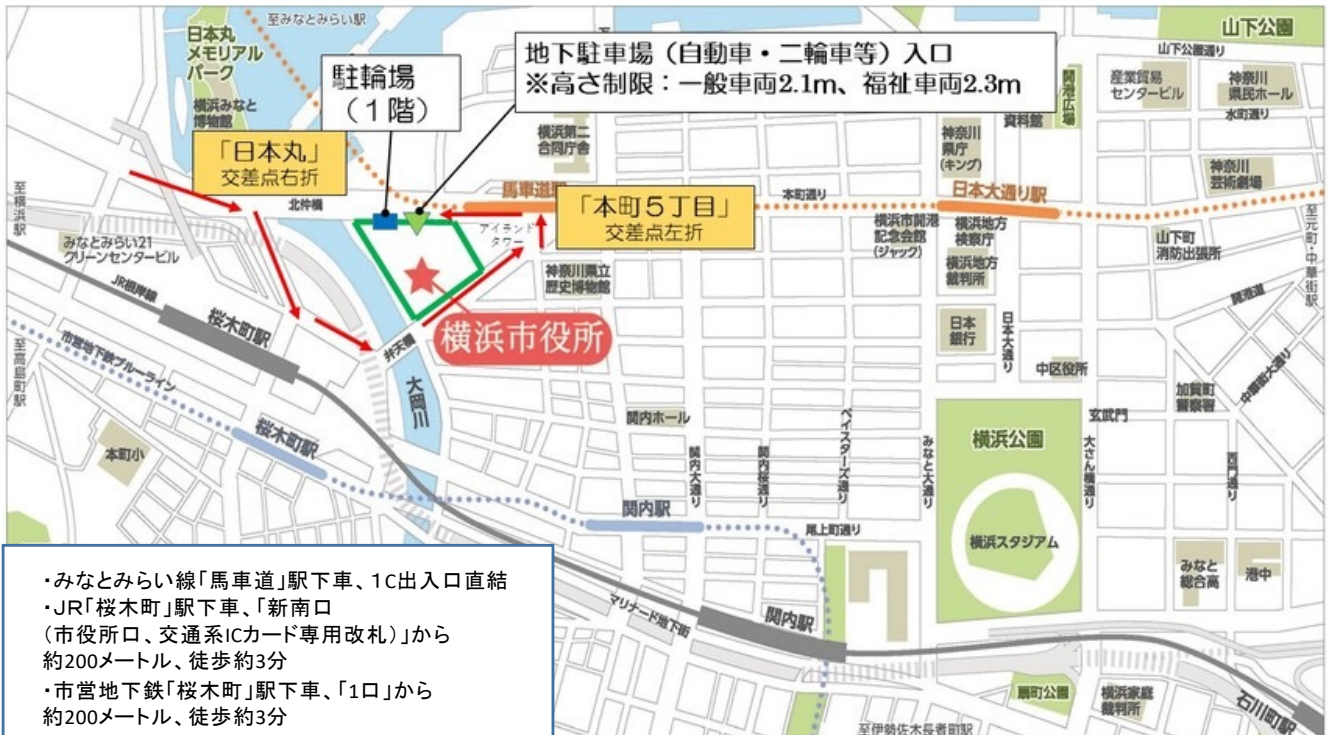 至みなとみらい駅
日本丸
メモリアル
パーク
横浜みなと
博物館
駐輪場
（1階）
地下駐車場（自動車・二輪車等）入口
※高さ制限：一般車両2.1m、福祉車両2.3m
山下公園
山下公園通り
産業貿易
センタービル
神奈川
県民ホール
水町通り
開港広場
資料館
横浜第二
合同庁舎
神奈川
県庁
(キング)
神奈川
芸術劇場
「日本丸」
交差点右折
北仲橋
馬車道
本町通り
日本大通り駅
「本町５丁目」
交差点左折
アイランド
タワー
至横浜駅
みなとみらい21
グリーンセンタービル
神奈川県立
歴史博物館
横浜市開港
記念会館
(ジャック)
横浜地方
検察庁
横浜地方
裁判所
山下町
消防出張所
至元町・中華街駅
開港道
JR根岸線
桜木町駅
横浜市役所
弁天橋
日本
銀行
日本大通り
中区役所
加賀町
警察署
中華街大通り
市営地下鉄ブルーライン
至高島町駅
大岡川
桜木町駅
本町小
関内ホール
関内大通り
関内桜通り
ベイスターズ通り
みなと大通り
横浜公園
玄武門
大さん橋通り
西門通り
関内駅
尾上町通り
横浜スタジアム
みなと
総合高
港中
マリナード地下街
関内駅
扇町公園
横浜家庭
裁判所
石川町駅
至伊勢佐木長者町駅
・みなとみらい線「馬車道」駅下車、1C出入口直結
・JR「桜木町」駅下車、「新南口
（市役所口、交通系ICカード専用改札）」から
約200メートル、徒歩約3分
・市営地下鉄「桜木町」駅下車、「1口」から
約200メートル、徒歩約3分